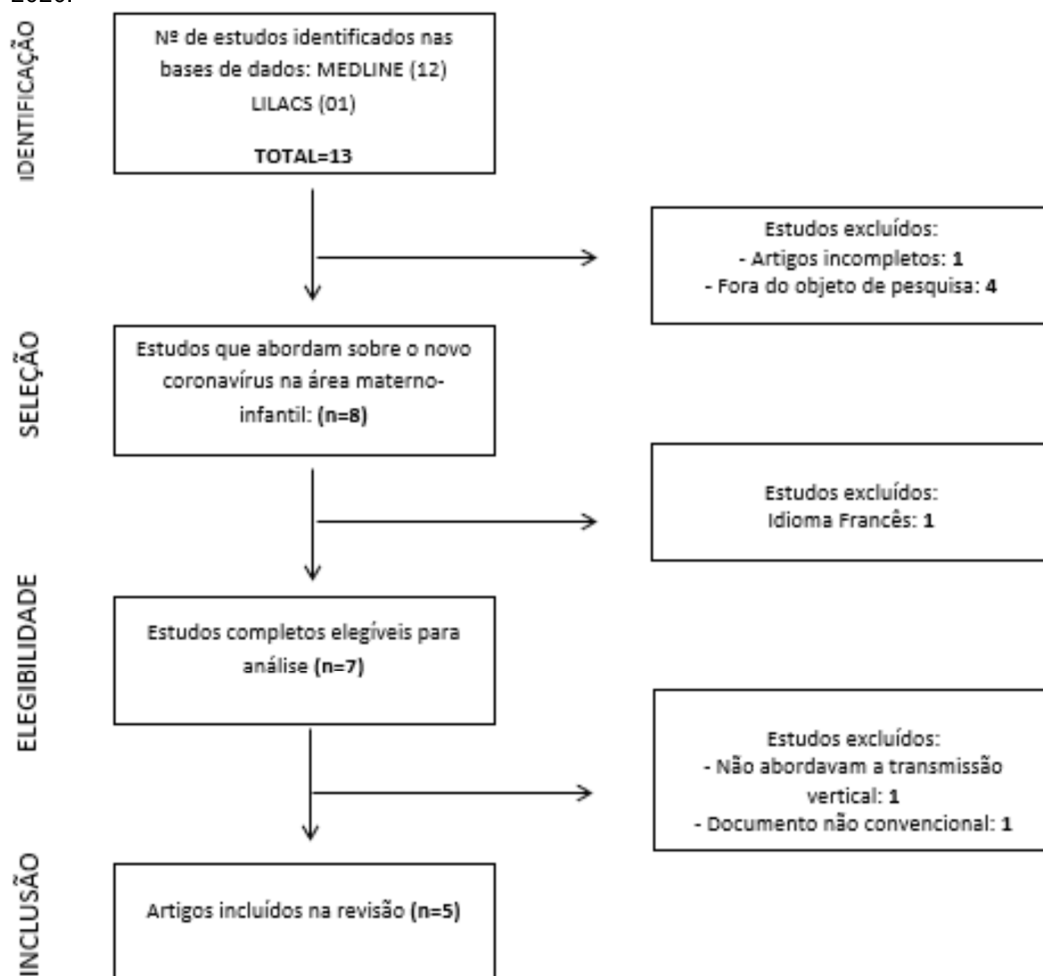 2020.
IDENTIFICAÇÃO
Nº de estudos identificados nas
bases de dados: MEDLINE (12)
LILACS (01)
TOTAL=13
Estudos excluídos:
- Artigos incompletos: 1
- Fora do objeto de pesquisa: 4
SELEÇÃO
Estudos que abordam sobre o novo
coronavírus na área materno-
infantil: (n=8)
Estudos excluídos:
Idioma Francês: 1
ELEGIBILIDADE
Estudos completos elegíveis para
análise (n=7)
Estudos excluídos:
- Não abordavam a transmissão
vertical: 1
- Documento não convencional: 1
INCLUSÃO
Artigos incluídos na revisão (n=5)